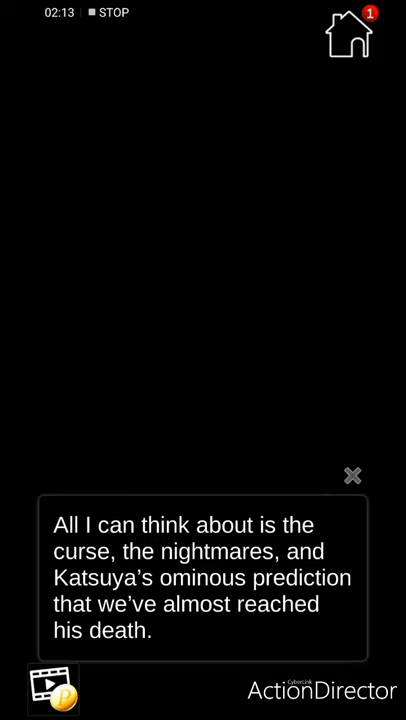 02:13 STOP
1
All I can think about is the
curse, the nightmares, and
Katsuya’s ominous prediction
that we’ve almost reached
his death.
P
CyberLink
ActionDirector